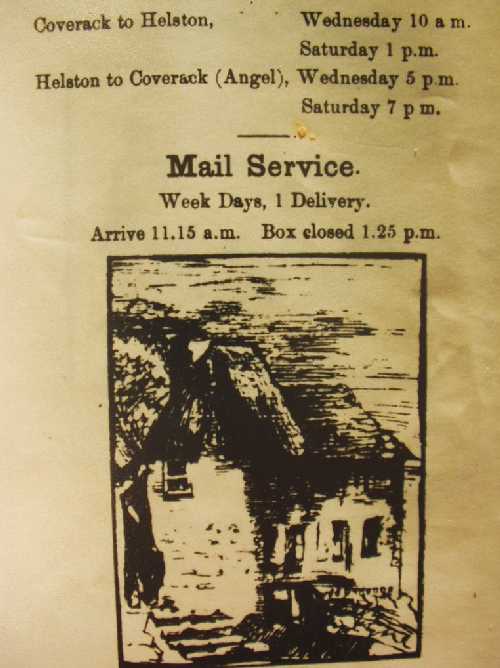 Coverack to Helston, Wednesday 10 a m.
Saturday 1 p.m.
Helston to Coverack (Angel), Wednesday 5 p.m.
Saturday 7 p m.
Mail Service.
Week Days, 1 Delivery.
Arrive 11.15 a.m. Box closed 1.25 p.m.